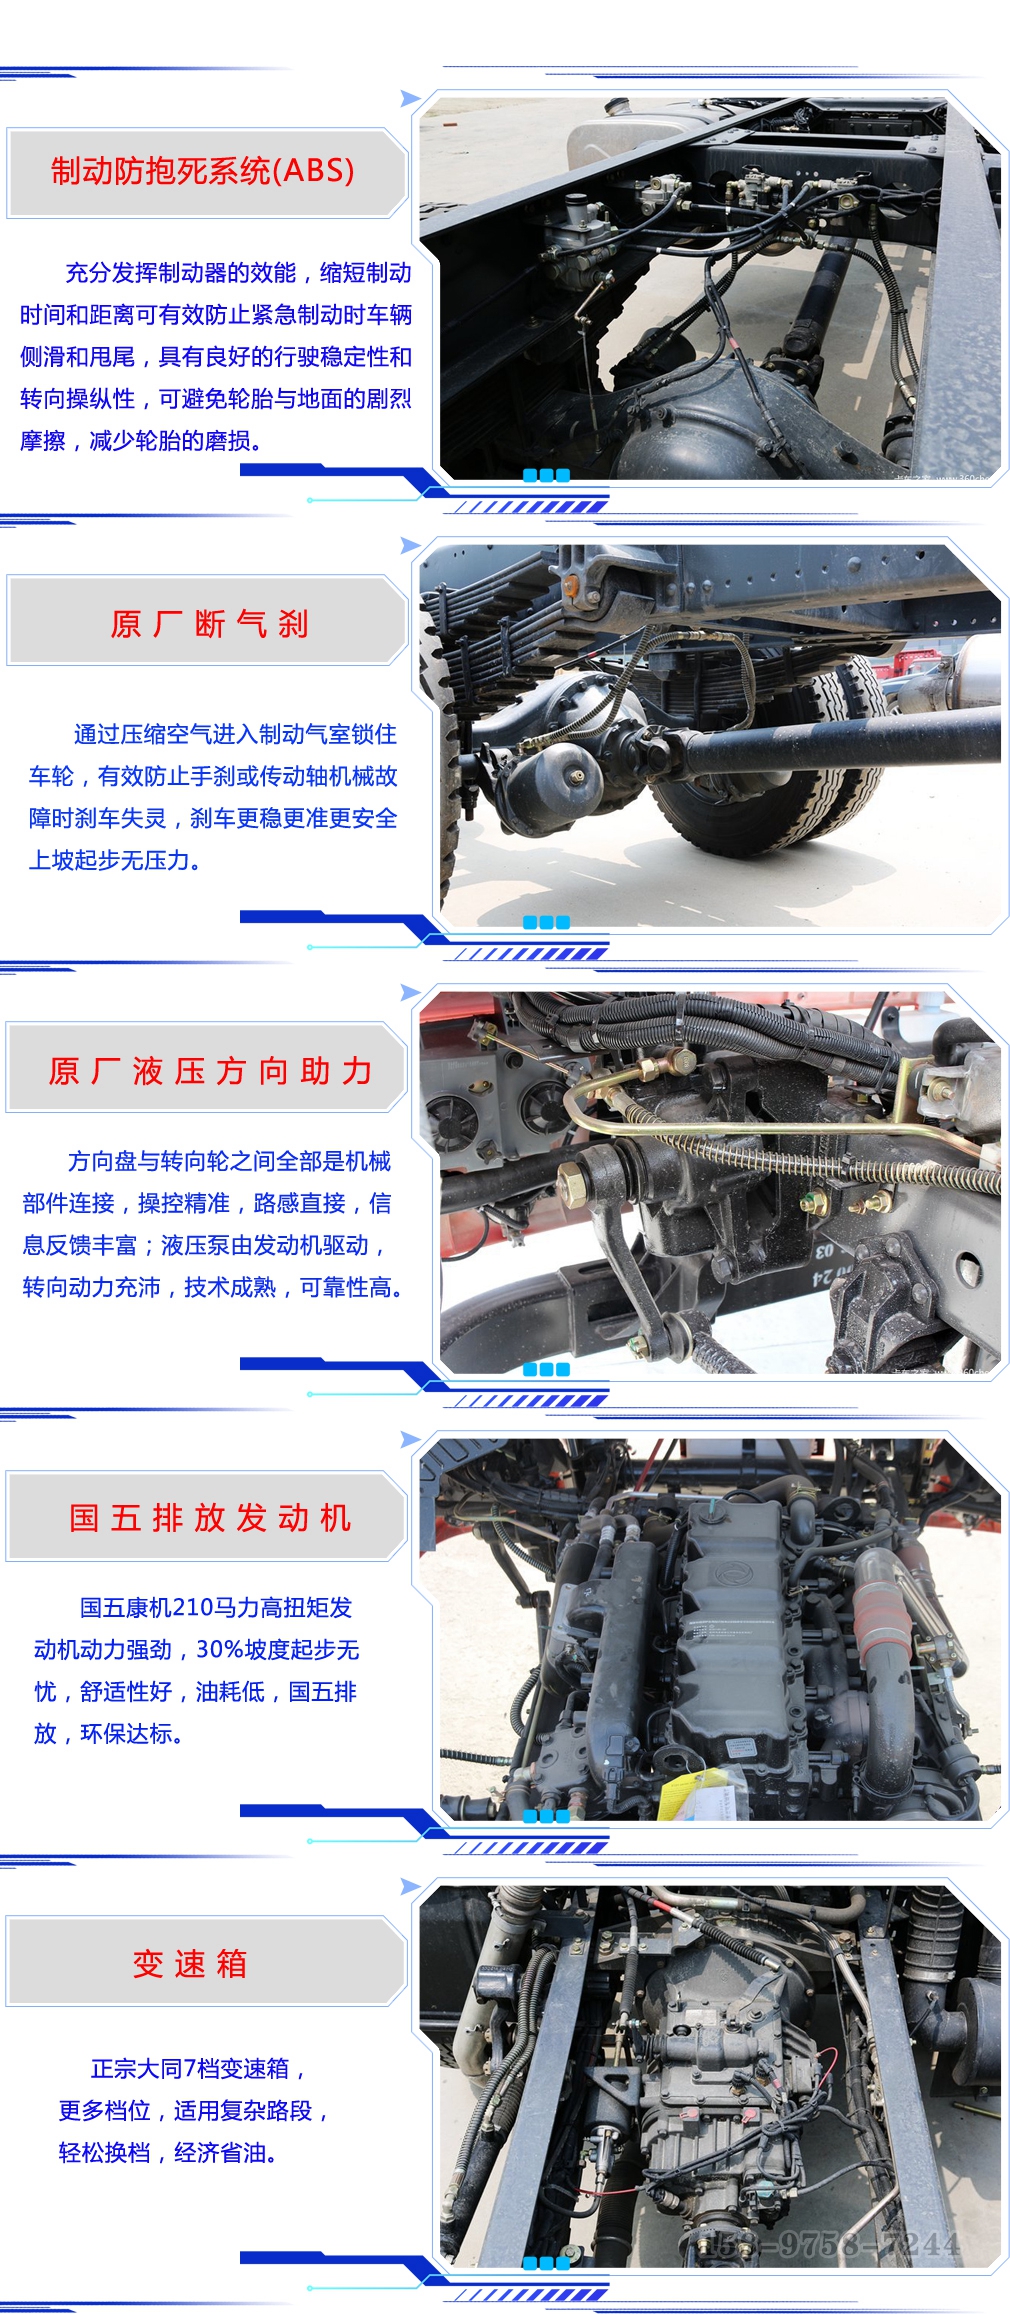 制动防抱死系统(ABS)
充分发挥制动器的效能，缩短制动
时间和距离可有效防止紧急制动时车辆
侧滑和甩尾，具有良好的行驶稳定性和
转向操纵性，可避免轮胎与地面的剧烈
摩擦，减少轮胎的磨损。
原厂断气刹
通过压缩空气进入制动气室锁住
车轮，有效防止手刹或传动轴机械故
障时刹车失灵，刹车更稳更准更安全
上坡起步无压力。
原厂液压方向助力
方向盘与转向轮之间全部是机械
部件连接，操控精准，路感直接，信
息反馈丰富；液压泵由发动机驱动，
转向动力充沛，技术成熟，可靠性高。
03
24
国五排放发动机
国五康机210马力高扭矩发
动机动力强劲，30%坡度起步无
忧，舒适性好，油耗低，国五排
放，环保达标。
变速箱
正宗大同7档变速箱，
更多档位，适用复杂路段，
轻松换档，经济省油。
-9758-7244